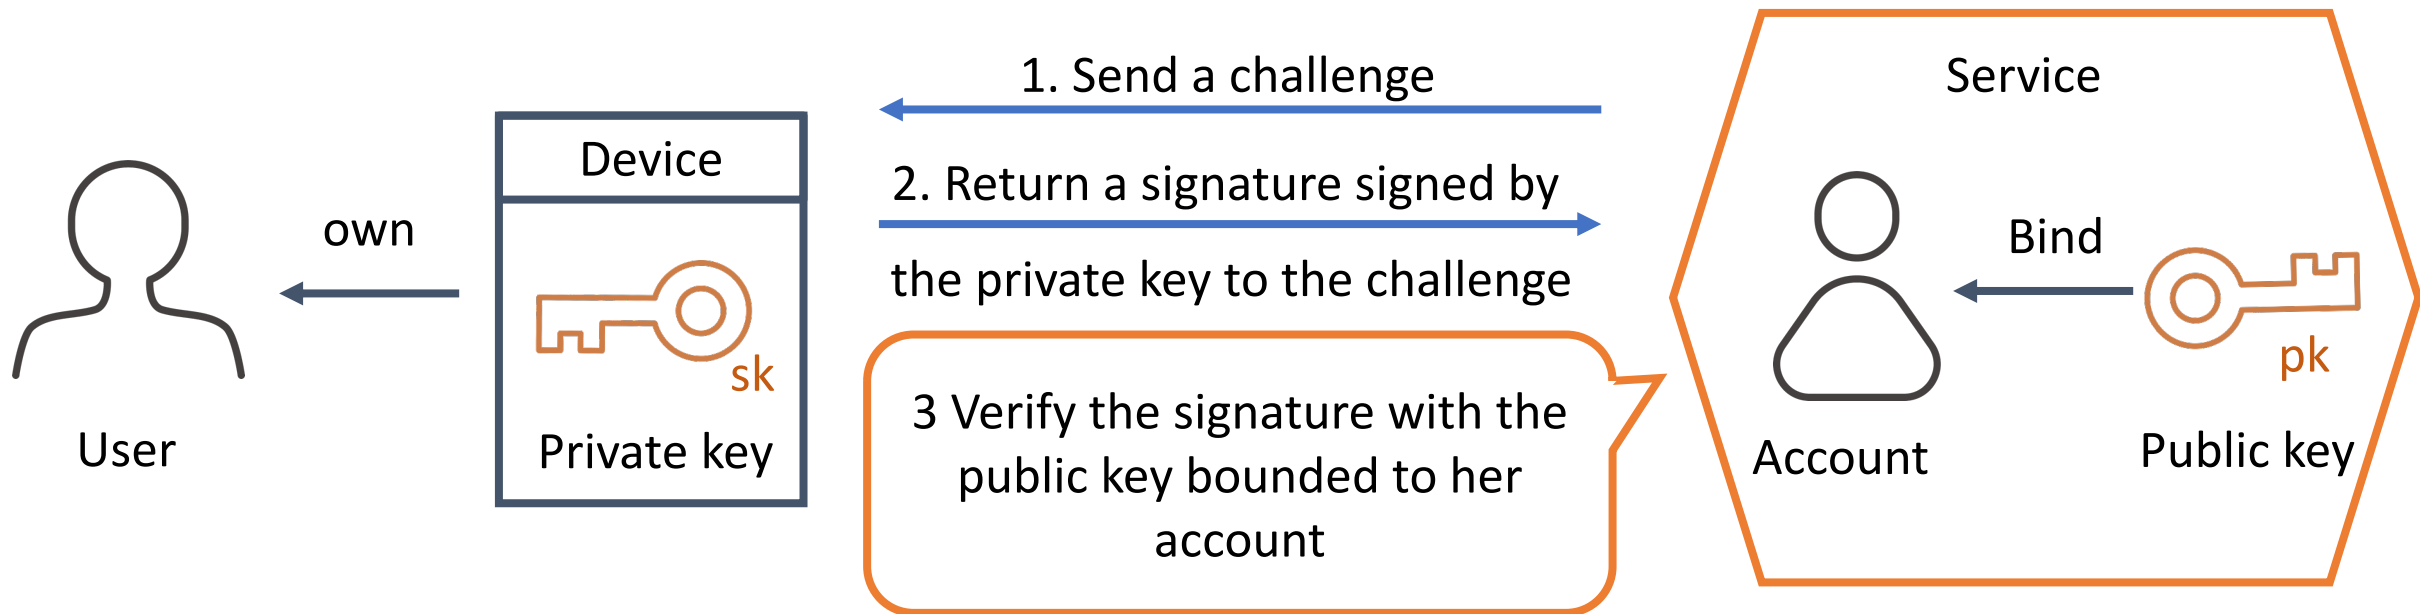 User
own
Device
sk
Private key
1. Send a challenge
2. Return a signature signed by
the private key to the challenge
3 Verify the signature with the
public key bounded to her
account
Service
Account
Bind
pk
Public key